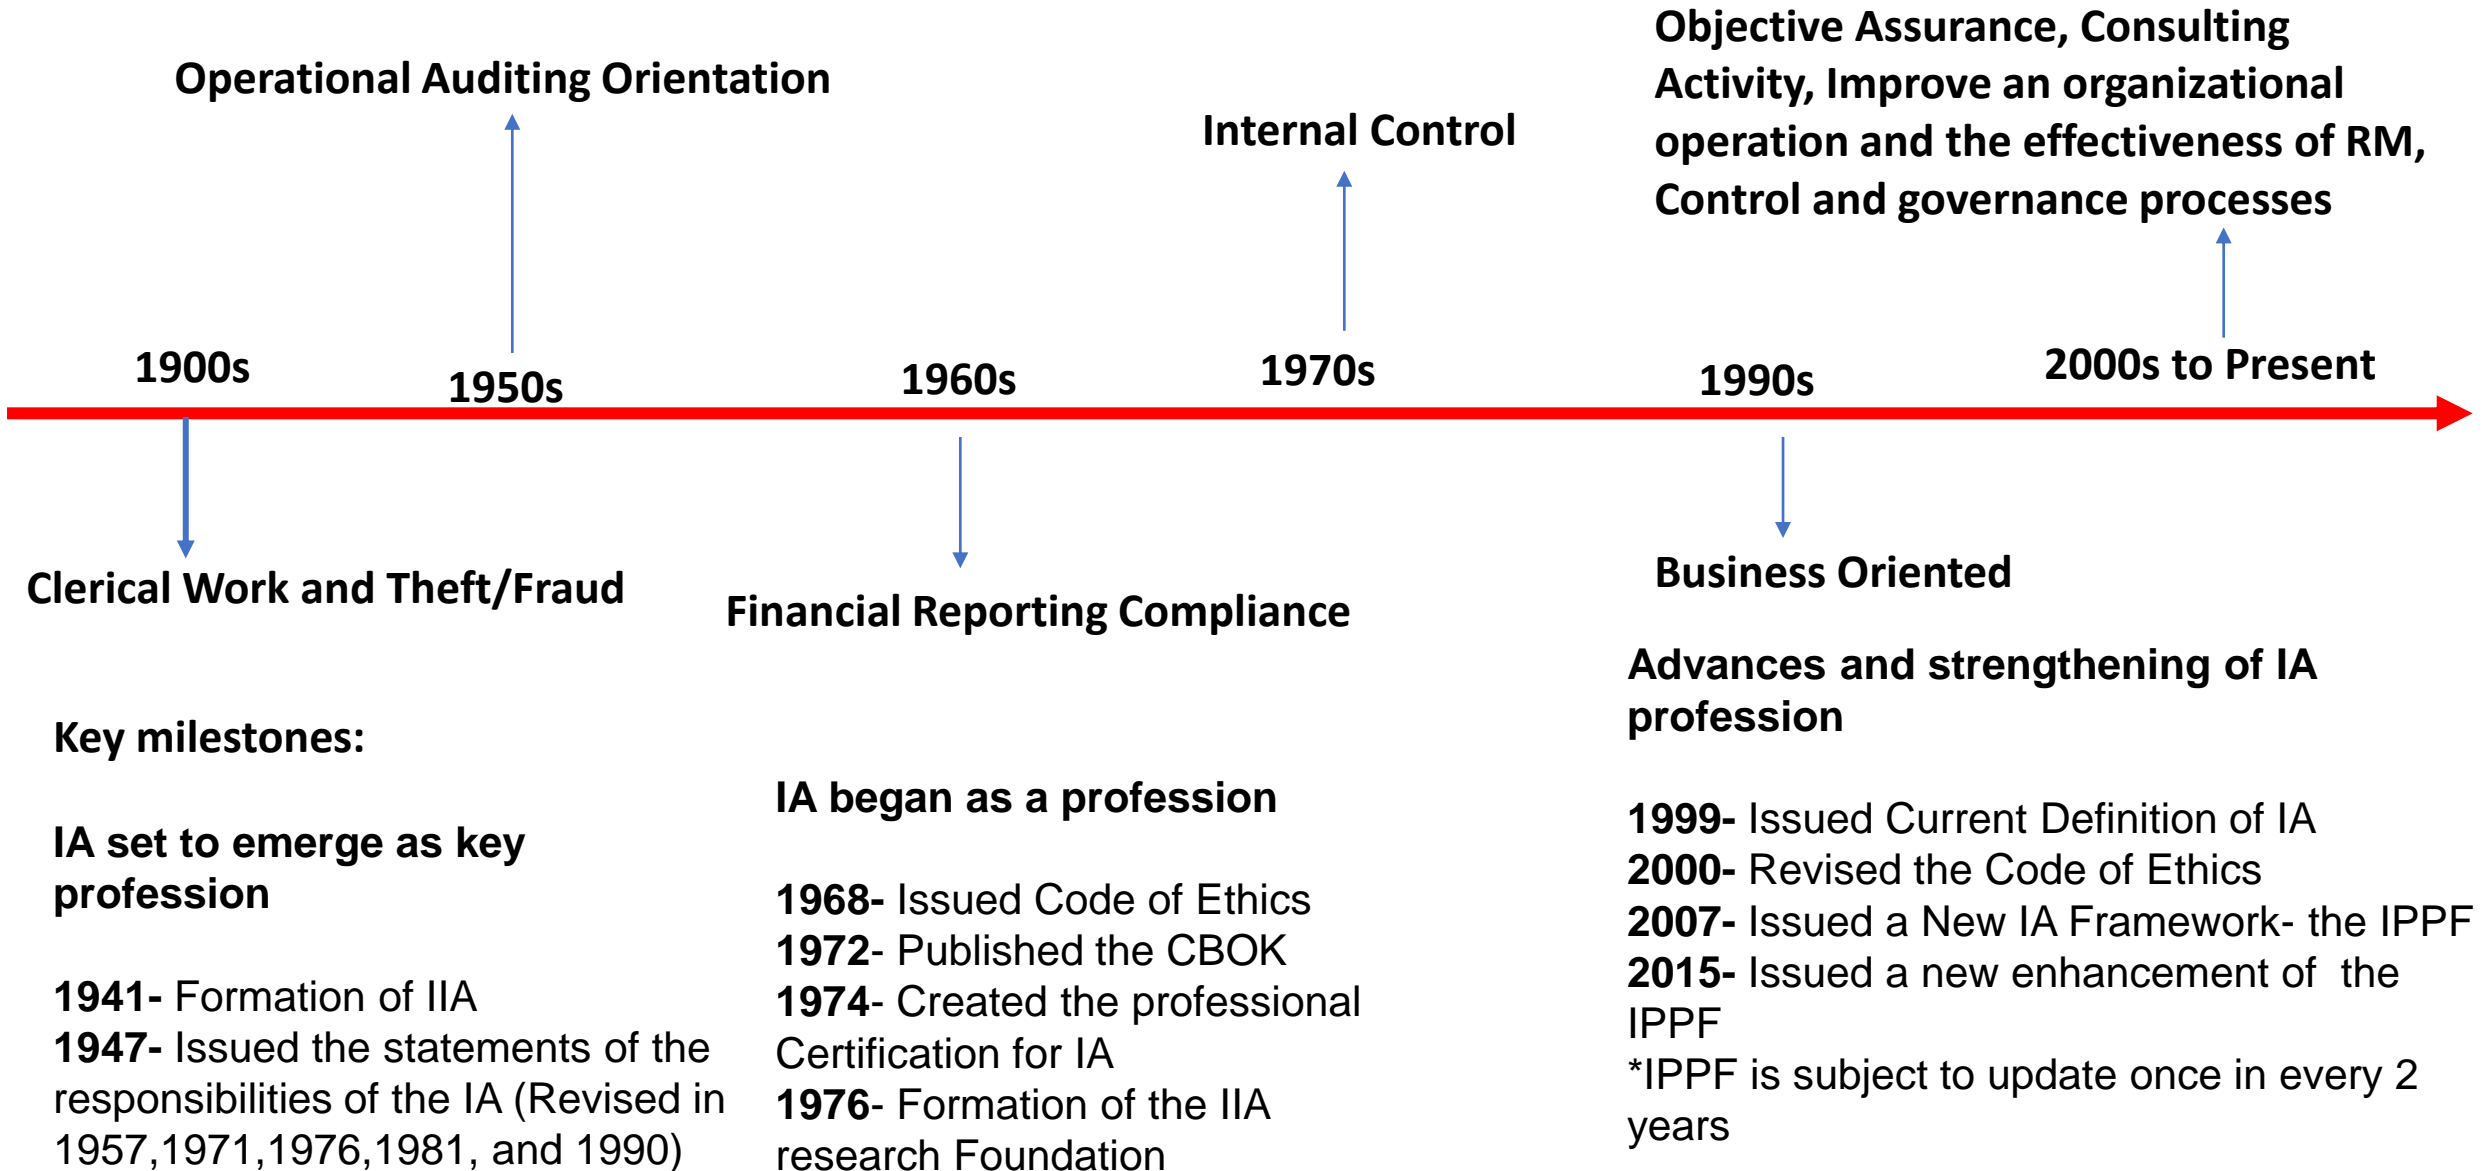 Operational Auditing Orientation
Internal Control
Objective Assurance, Consulting
Activity, Improve an organizational
operation and the effectiveness of RM,
Control and governance processes
1900s
1950s
1960s
1970s
1990s
2000s to Present
Clerical Work and Theft/Fraud
Financial Reporting Compliance
Business Oriented
Key milestones:
IA set to emerge as key
profession
1941- Formation of IIA
1947- Issued the statements of the
responsibilities of the IA (Revised in
1957,1971,1976,1981, and 1990)
IA began as a profession
1968- Issued Code of Ethics
1972- Published the CBOK
1974- Created the professional
Certification for IA
1976- Formation of the IIA
research Foundation
Advances and strengthening of IA
profession
1999- Issued Current Definition of IA
2000- Revised the Code of Ethics
2007- Issued a New IA Framework- the IPPF
2015- Issued a new enhancement of  the
IPPF
*IPPF is subject to update once in every 2
years